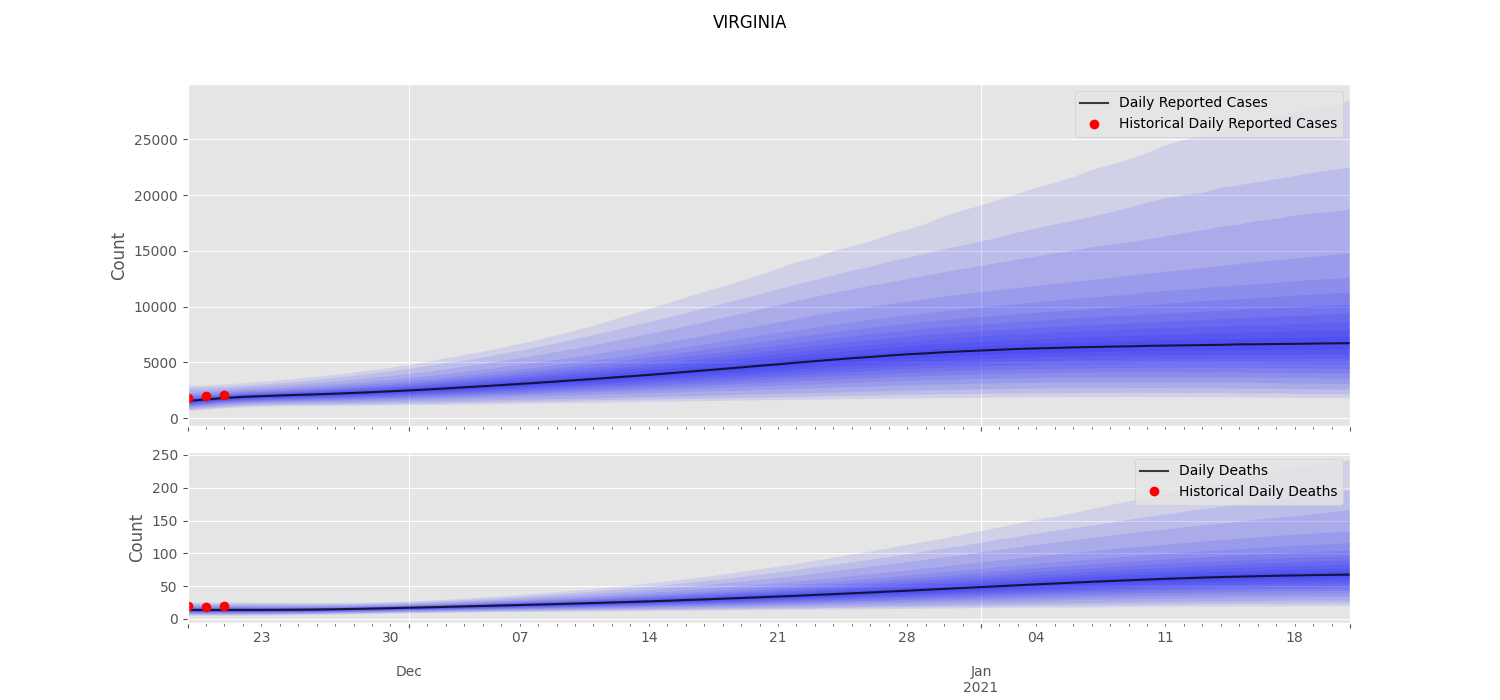 VIRGINIA
Daily Reported Cases
Historical Daily Reported Cases
Count
25000
20000
15000
10000
5000
0
Daily Deaths
Historical Daily Deaths
Count
250
200
150
100
50
0
23 30 07 14 21 28 04 11 18
Dec Jan
2021